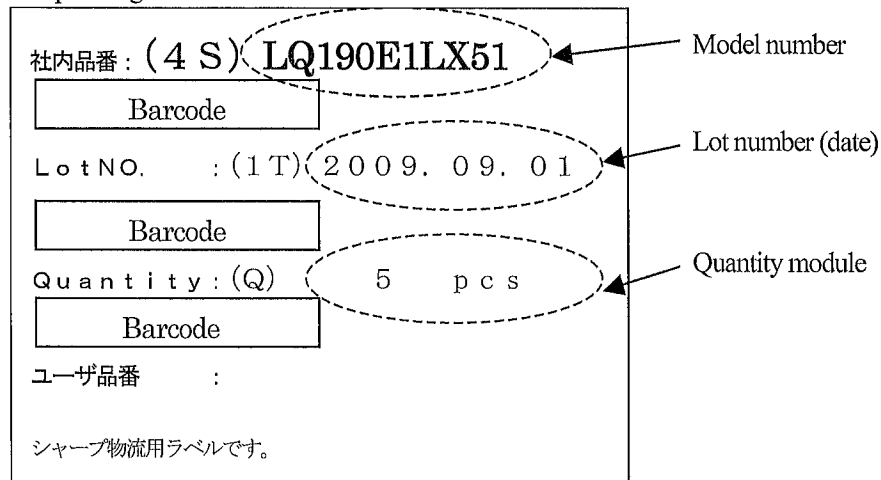 社内品番:(4S) LQ190E1LX51
Model number
Barcode
LotNO. :(1T) 2009. 09. 01
Lot number (date)
Barcode
Quantity:(Q) 5 pcs
Quantity module
Barcode
ユーザ品番 :
シャープ物流用ラベルです。